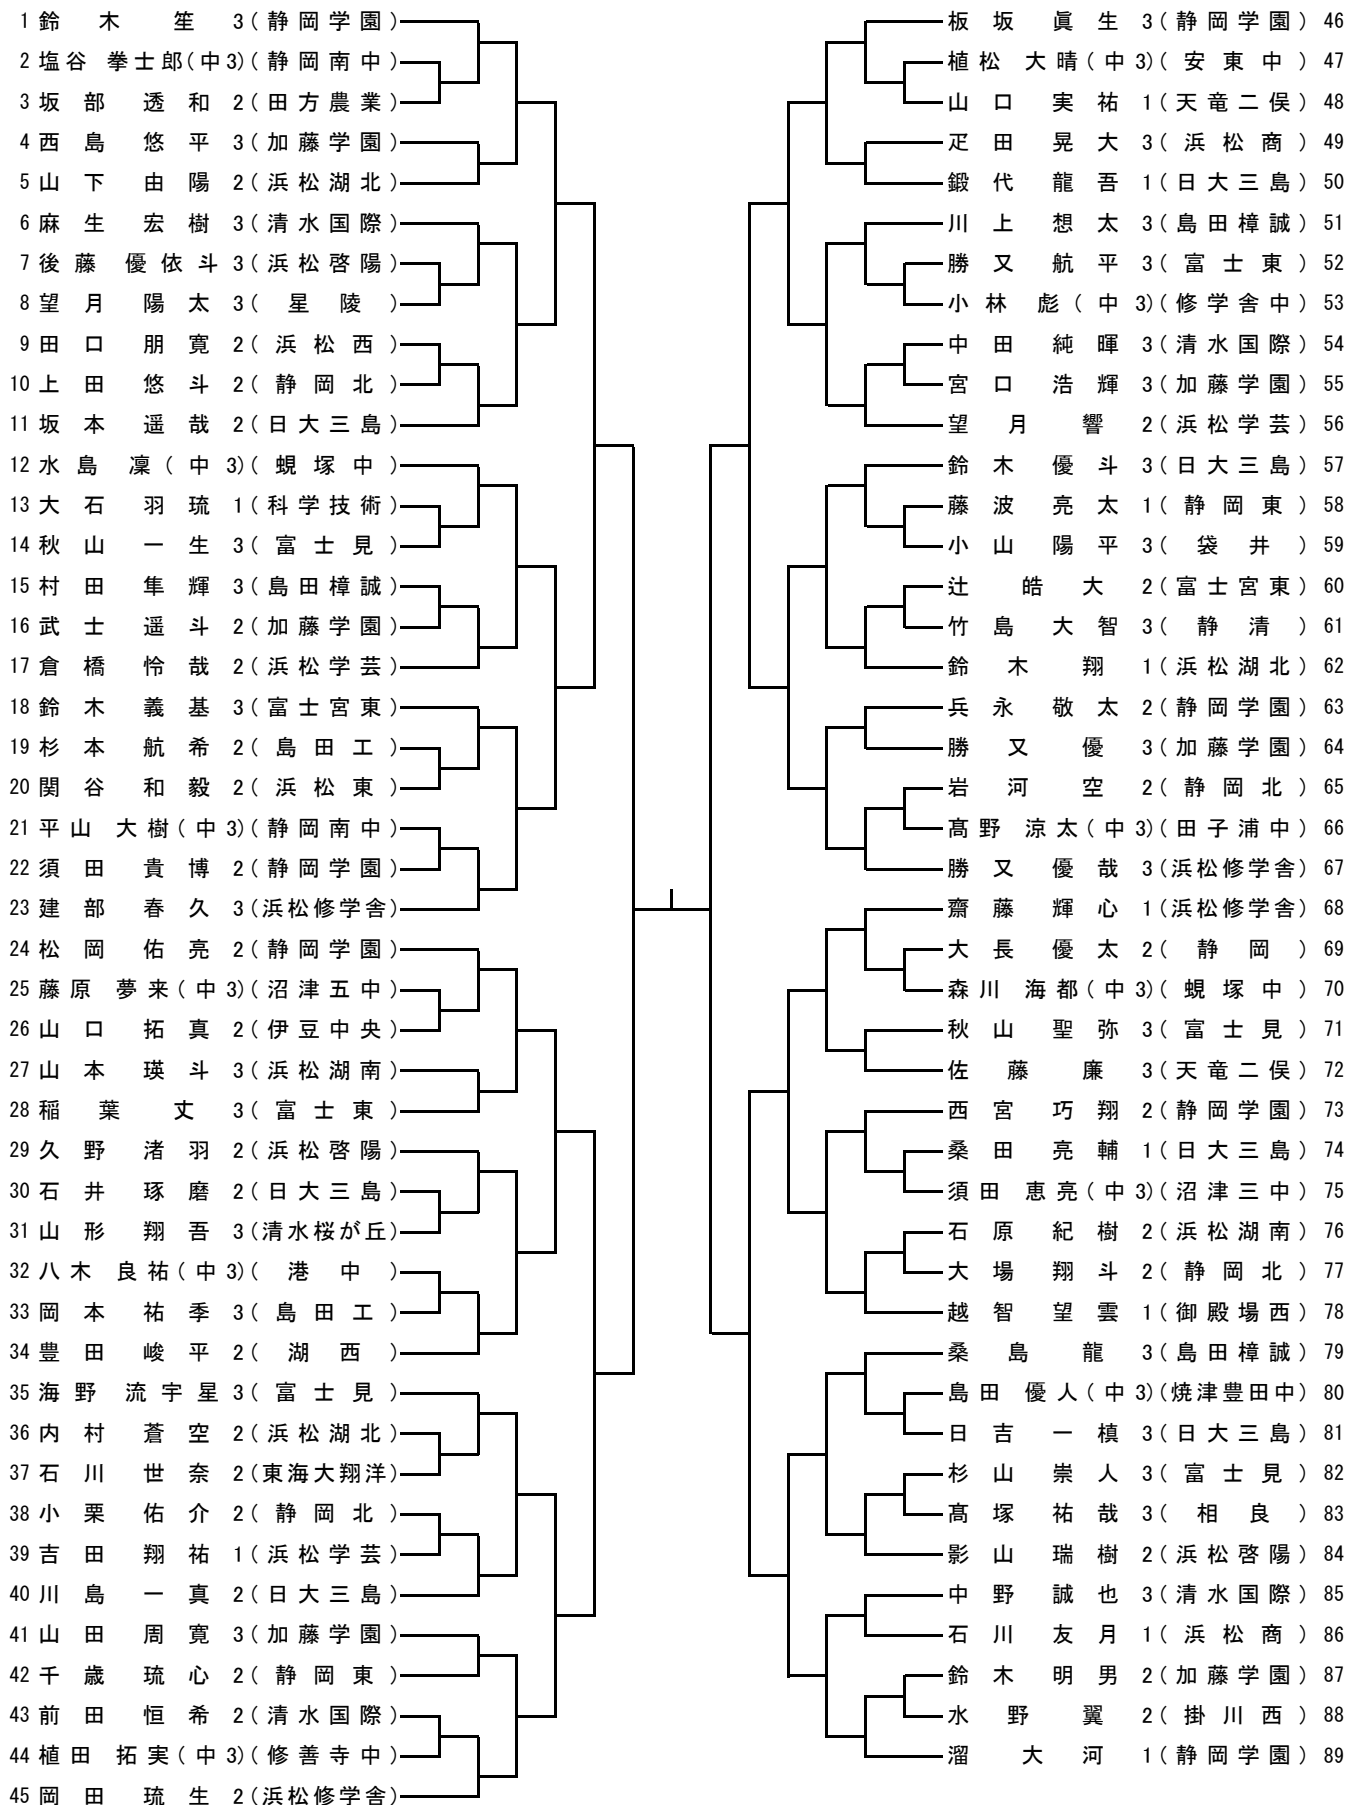 1 鈴木 笙 3(静岡学園)
2 塩谷 拳士郎(中3)(静岡南中)
3 坂部 透和 2(田方農業)
4 西島 悠平 3(加藤学園)
5 山下 由陽 2(浜松湖北)
6 麻生 宏樹 3(清水国際)
7 後藤 優依斗 3(浜松啓陽)
8 望月 陽太 3(星陵)
9 田口 朋寛 2(浜松西)
10 上田 悠斗 2(静岡北)
11 坂本 遥哉 2(日大三島)
12 水島 凜(中3)(蜆塚中)
13 大石 羽琉 1(科学技術)
14 秋山 一生 3(富士見)
15 村田 隼輝 3(島田樟誠)
16 武士 遥斗 2(加藤学園)
17 倉橋 怜哉 2(浜松学芸)
18 鈴木 義基 3(富士宮東)
19 杉本 航希 2(島田工)
20 関谷 和毅 2(浜松東)
21 平山 大樹(中3)(静岡南中)
22 須田 貴博 2(静岡学園)
23 建部 春久 3(浜松修学舎)
24 松岡 佑亮 2(静岡学園)
25 藤原 夢来(中3)(沼津五中)
26 山口 拓真 2(伊豆中央)
27 山本 瑛斗 3(浜松湖南)
28 稲葉 丈 3(富士東)
29 久野 渚羽 2(浜松啓陽)
30 石井 琢磨 2(日大三島)
31 山形 翔吾 3(清水桜が丘)
32 八木 良祐(中3)(港中)
33 岡本 祐季 3(島田工)
34 豊田 峻平 2(湖西)
35 海野 流宇星 3(富士見)
36 内村 蒼空 2(浜松湖北)
37 石川 世奈 2(東海大翔洋)
38 小栗 佑介 2(静岡北)
39 吉田 翔祐 1(浜松学芸)
40 川島 一真 2(日大三島)
41 山田 周寛 3(加藤学園)
42 千歳 琉心 2(静岡東)
43 前田 恒希 2(清水国際)
44 植田 拓実(中3)(修善寺中)
45 岡田 琉生 2(浜松修学舎)
板坂 眞生 3(静岡学園) 46
植松 大晴(中3)(安東中) 47
山口 実祐 1(天竜二俣) 48
疋田 晃大 3(浜松商) 49
鍛代 龍吾 1(日大三島) 50
川上 想太 3(島田樟誠) 51
勝又 航平 3(富士東) 52
小林 彪(中3)(修学舎中) 53
中田 純暉 3(清水国際) 54
宮口 浩輝 3(加藤学園) 55
望月 響 2(浜松学芸) 56
鈴木 優斗 3(日大三島) 57
藤波 亮太 1(静岡東) 58
小山 陽平 3(袋井) 59
辻 皓大 2(富士宮東) 60
竹島 大智 3(静清) 61
鈴木 翔 1(浜松湖北) 62
兵永 敬太 2(静岡学園) 63
勝又 優 3(加藤学園) 64
岩河 空 2(静岡北) 65
髙野 涼太(中3)(田子浦中) 66
勝又 優哉 3(浜松修学舎) 67
齋藤 輝心 1(浜松修学舎) 68
大長 優太 2(静岡) 69
森川 海都(中3)(蜆塚中) 70
秋山 聖弥 3(富士見) 71
佐藤 廉 3(天竜二俣) 72
西宮 巧翔 2(静岡学園) 73
桑田 亮輔 1(日大三島) 74
須田 恵亮(中3)(沼津三中) 75
石原 紀樹 2(浜松湖南) 76
大場 翔斗 2(静岡北) 77
越智 望雲 1(御殿場西) 78
桑島 龍 3(島田樟誠) 79
島田 優人(中3)(焼津豊田中) 80
日吉 一槙 3(日大三島) 81
杉山 崇人 3(富士見) 82
髙塚 祐哉 3(相良) 83
影山 瑞樹 2(浜松啓陽) 84
中野 誠也 3(清水国際) 85
石川 友月 1(浜松商) 86
鈴木 明男 2(加藤学園) 87
水野 翼 2(掛川西) 88
溜 大河 1(静岡学園) 89